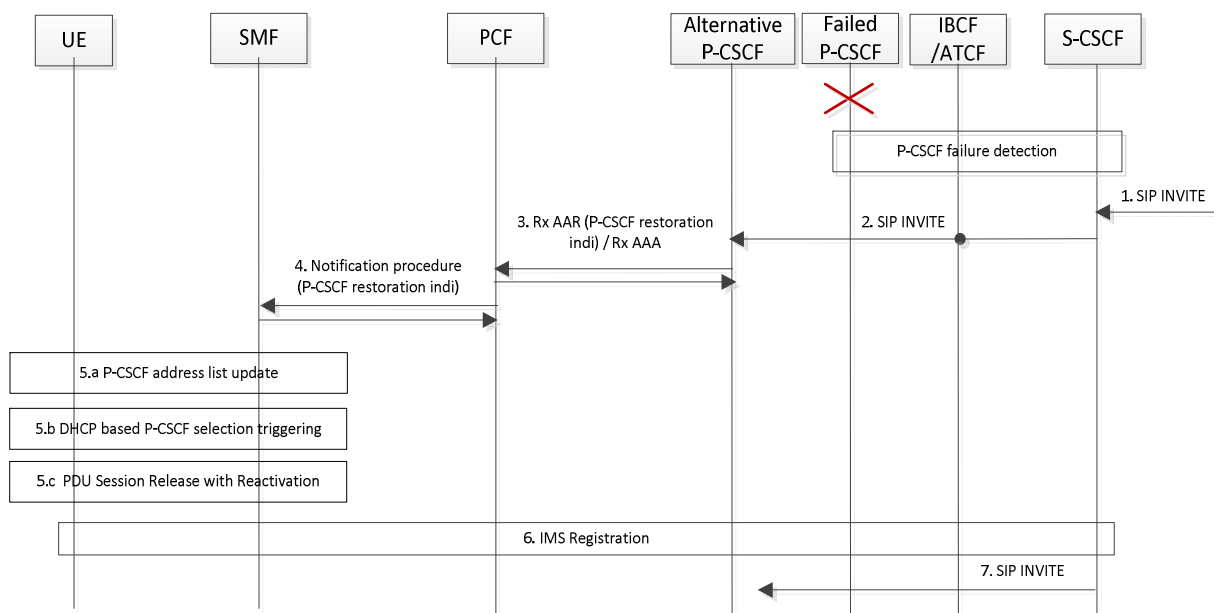 UE
SMF
PCF
Alternative
P-CSCF
Failed
P-CSCF
IBCF
/ATCF
S-CSCF
P-CSCF failure detection
1. SIP INVITE
2. SIP INVITE
3. Rx AAR (P-CSCF restoration
indi) / Rx AAA
4. Notification procedure
(P-CSCF restoration indi)
5.a P-CSCF address list update
5.b DHCP based P-CSCF selection triggering
5.c PDU Session Release with Reactivation
6. IMS Registration
7. SIP INVITE